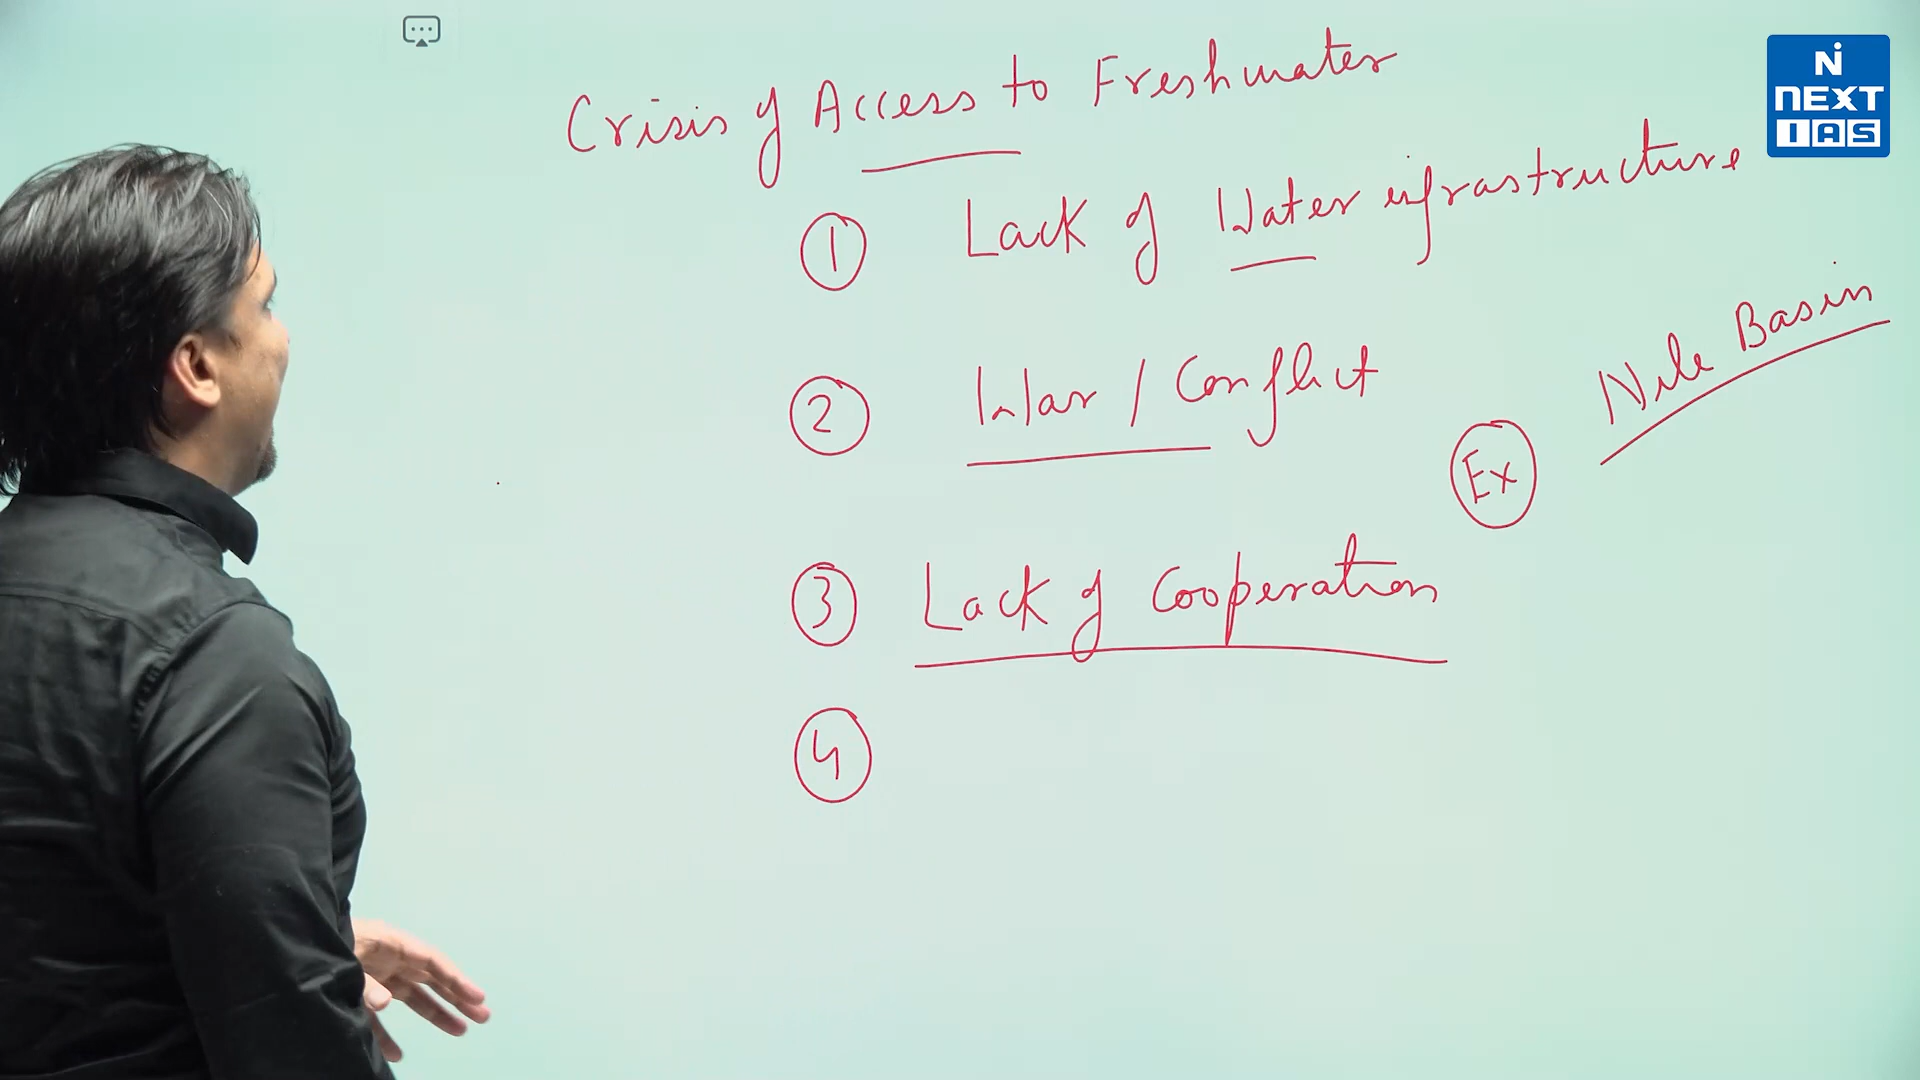 Crisis of Access to Freshwater
① Lack of Water infrastructure
② War / Conflict
Ex Nile Basin
③ Lack of Cooperation
④
N
NEXT
IAS